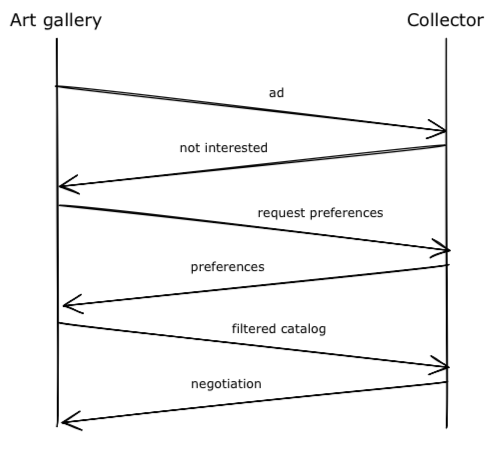 Art gallery
Collector
ad
not interested
request preferences
preferences
filtered catalog
negotiation